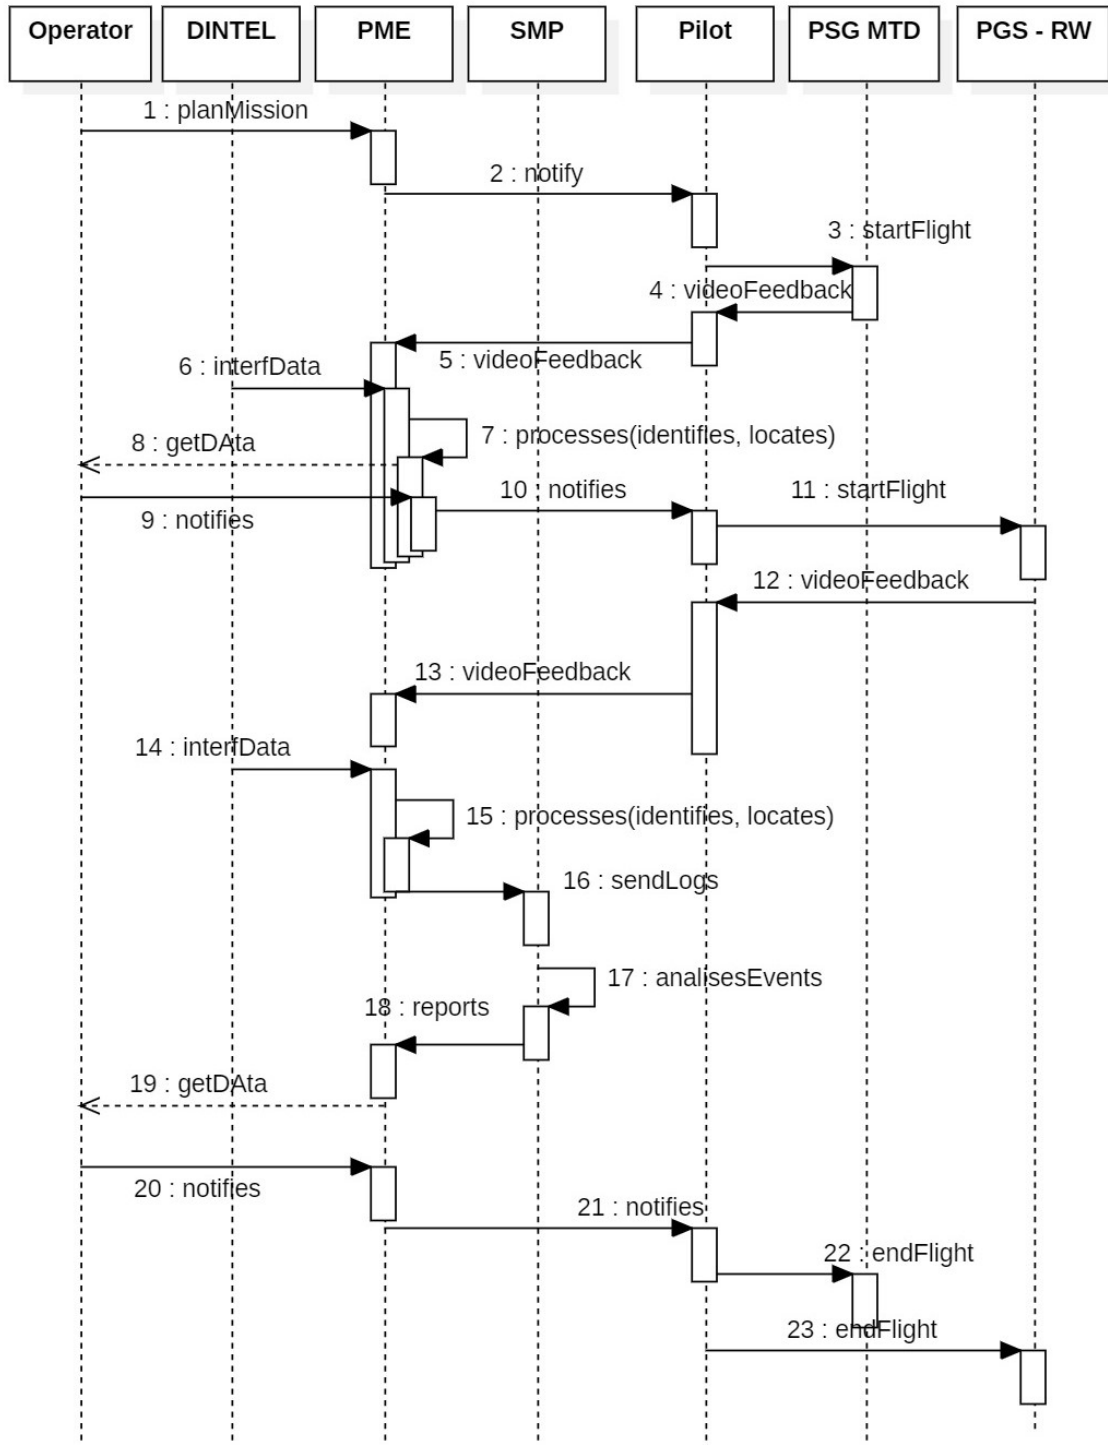 Operator
DINTEL
PME
SMP
Pilot
PSG MTD
PGS - RW
1 : planMission
2 : notify
3 : startFlight
4 : videoFeedback
5 : videoFeedback
6 : interfData
7 : processes(identifies, locates)
8 : getDAta
9 : notifies
10 : notifies
11 : startFlight
12 : videoFeedback
13 : videoFeedback
14 : interfData
15 : processes(identifies, locates)
16 : sendLogs
17 : analisesEvents
18 : reports
19 : getDAta
20 : notifies
21 : notifies
22 : endFlight
23 : endFlight